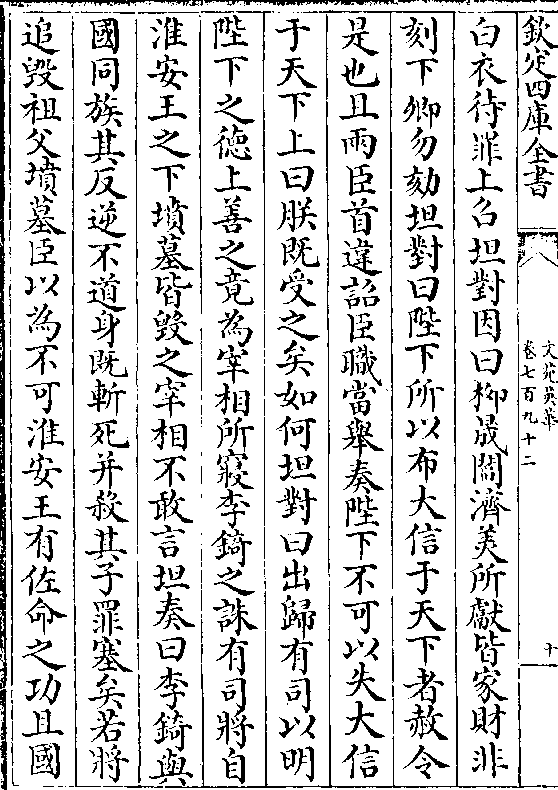 欽定四庫全書
文苑英華
卷七百九十二
十
白衣待罪上召坦對因曰柳晟閻濟美所獻皆家財非
刻下卿勿劾坦對曰陛下所以布大信于天下者赦令
是也且兩臣首違詔臣職當舉奏陛下不可以失大信
于天下上曰朕既受之矣如何坦對曰出歸有司以明
陛下之德上善之竟為宰相所寢李錡之誅有司將自
淮安王之下墳墓皆毀之宰相不敢言坦奏曰李錡與
國同族其反逆不道身既斬死并殺其子罪塞矣若將
追毀祖父墳墓臣以為不可淮安王有佐命之功且國